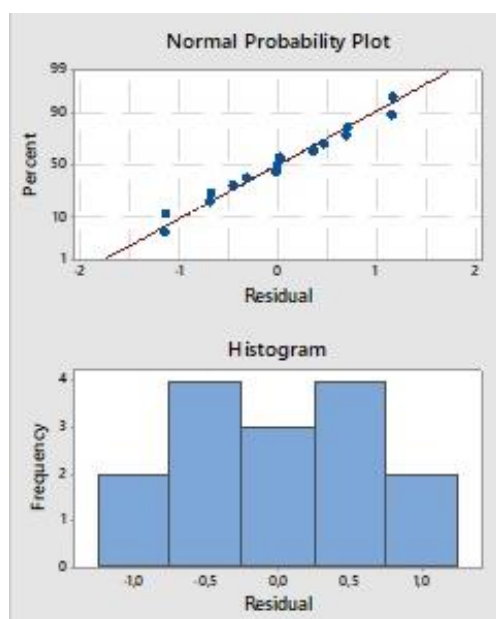 Normal Probability Plot
99
90
50
10
1
Percent
-2 -1 0 1 2
Residual
Histogram
4
3
2
1
0
Frequency
-1,0 -0,5 0,0 0,5 1,0
Residual